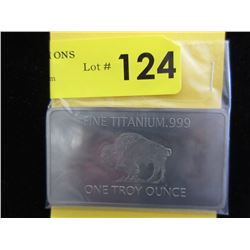 ONS
Lot # 124
m
FINE TITANIUM .999
ONE TROY OUNCE